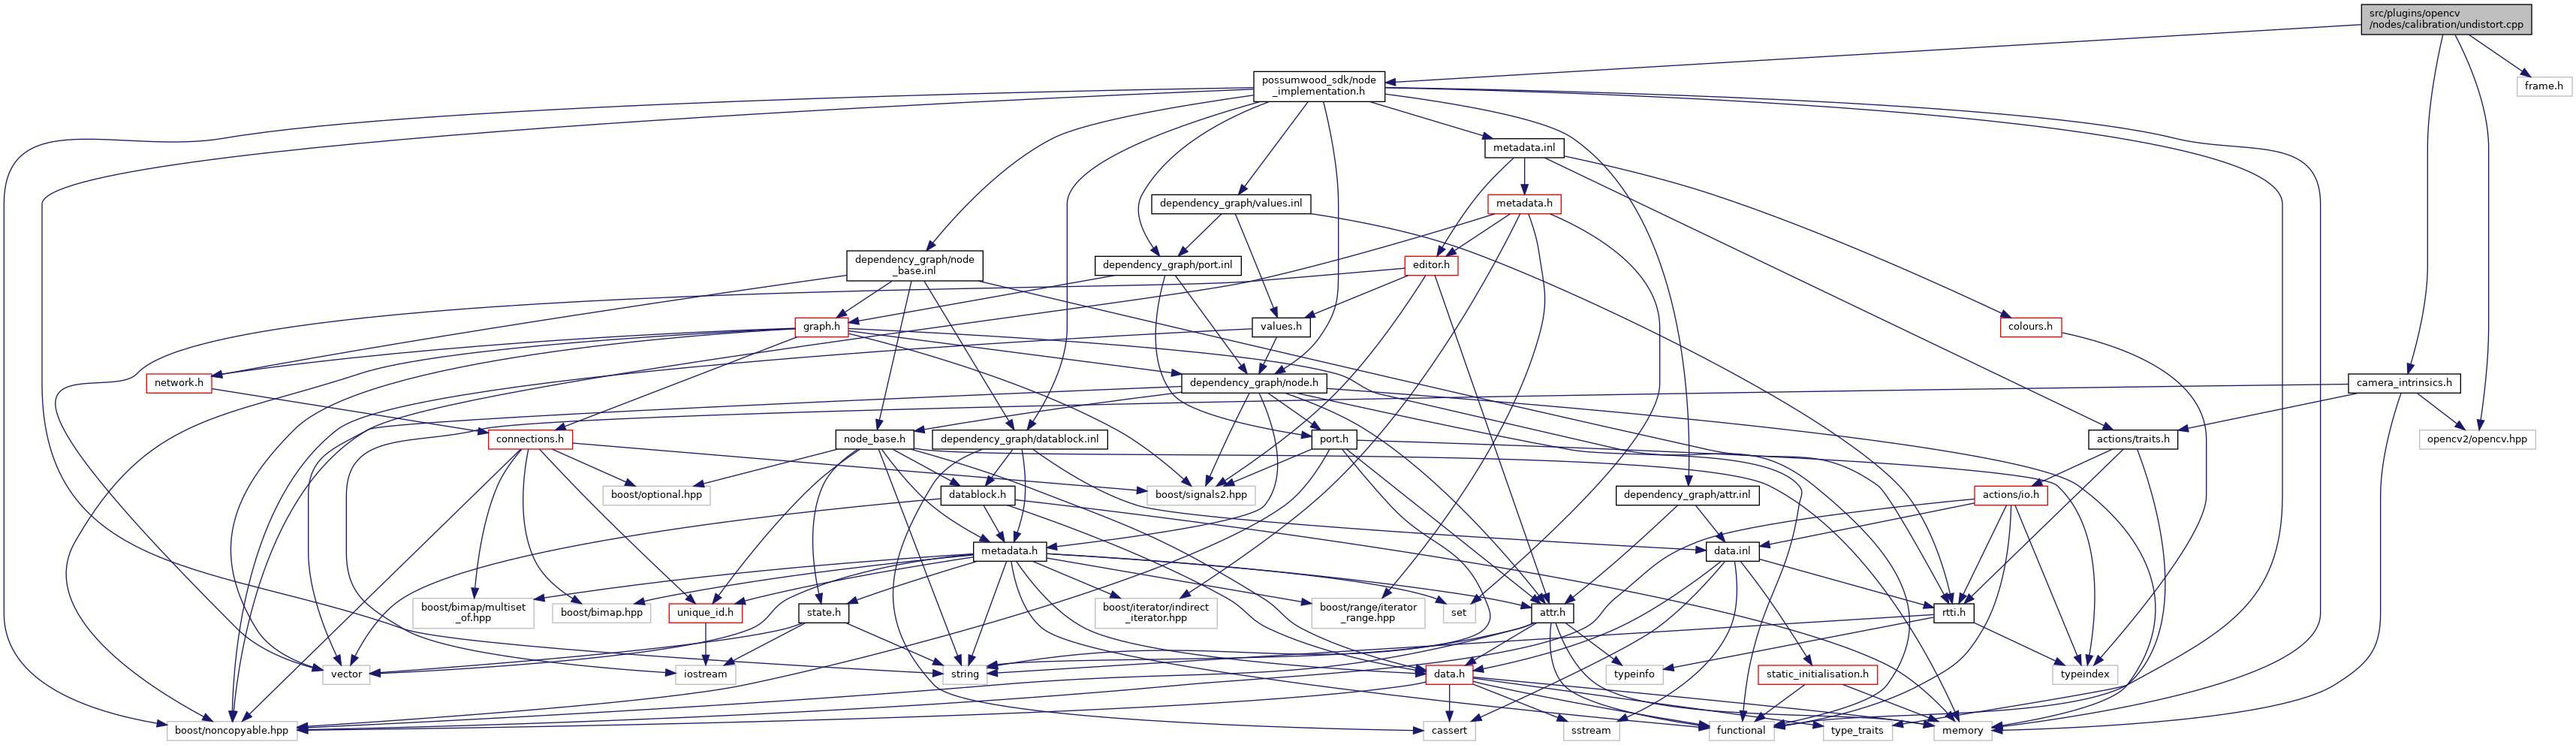 src/plugins/opencv
/nodes/calibration/undistort.cpp
possumwood_sdk/node
_implementation.h
frame.h
metadata.inl
dependency_graph/values.inl
metadata.h
dependency_graph/node
_base.inl
dependency_graph/port.inl
editor.h
graph.h
values.h
colours.h
network.h
dependency_graph/node.h
camera_intrinsics.h
connections.h
node_base.h
dependency_graph/datablock.inl
port.h
actions/traits.h
opencv2/opencv.hpp
boost/optional.hpp
datablock.h
boost/signals2.hpp
dependency_graph/attr.inl
actions/io.h
metadata.h
data.inl
boost/bimap/multiset
_of.hpp
boost/bimap.hpp
unique_id.h
state.h
boost/iterator/indirect
_iterator.hpp
boost/range/iterator
_range.hpp
set
attr.h
rtti.h
vector
iostream
string
data.h
typeinfo
static_initialisation.h
typeindex
boost/noncopyable.hpp
cassert
sstream
functional
type_traits
memory